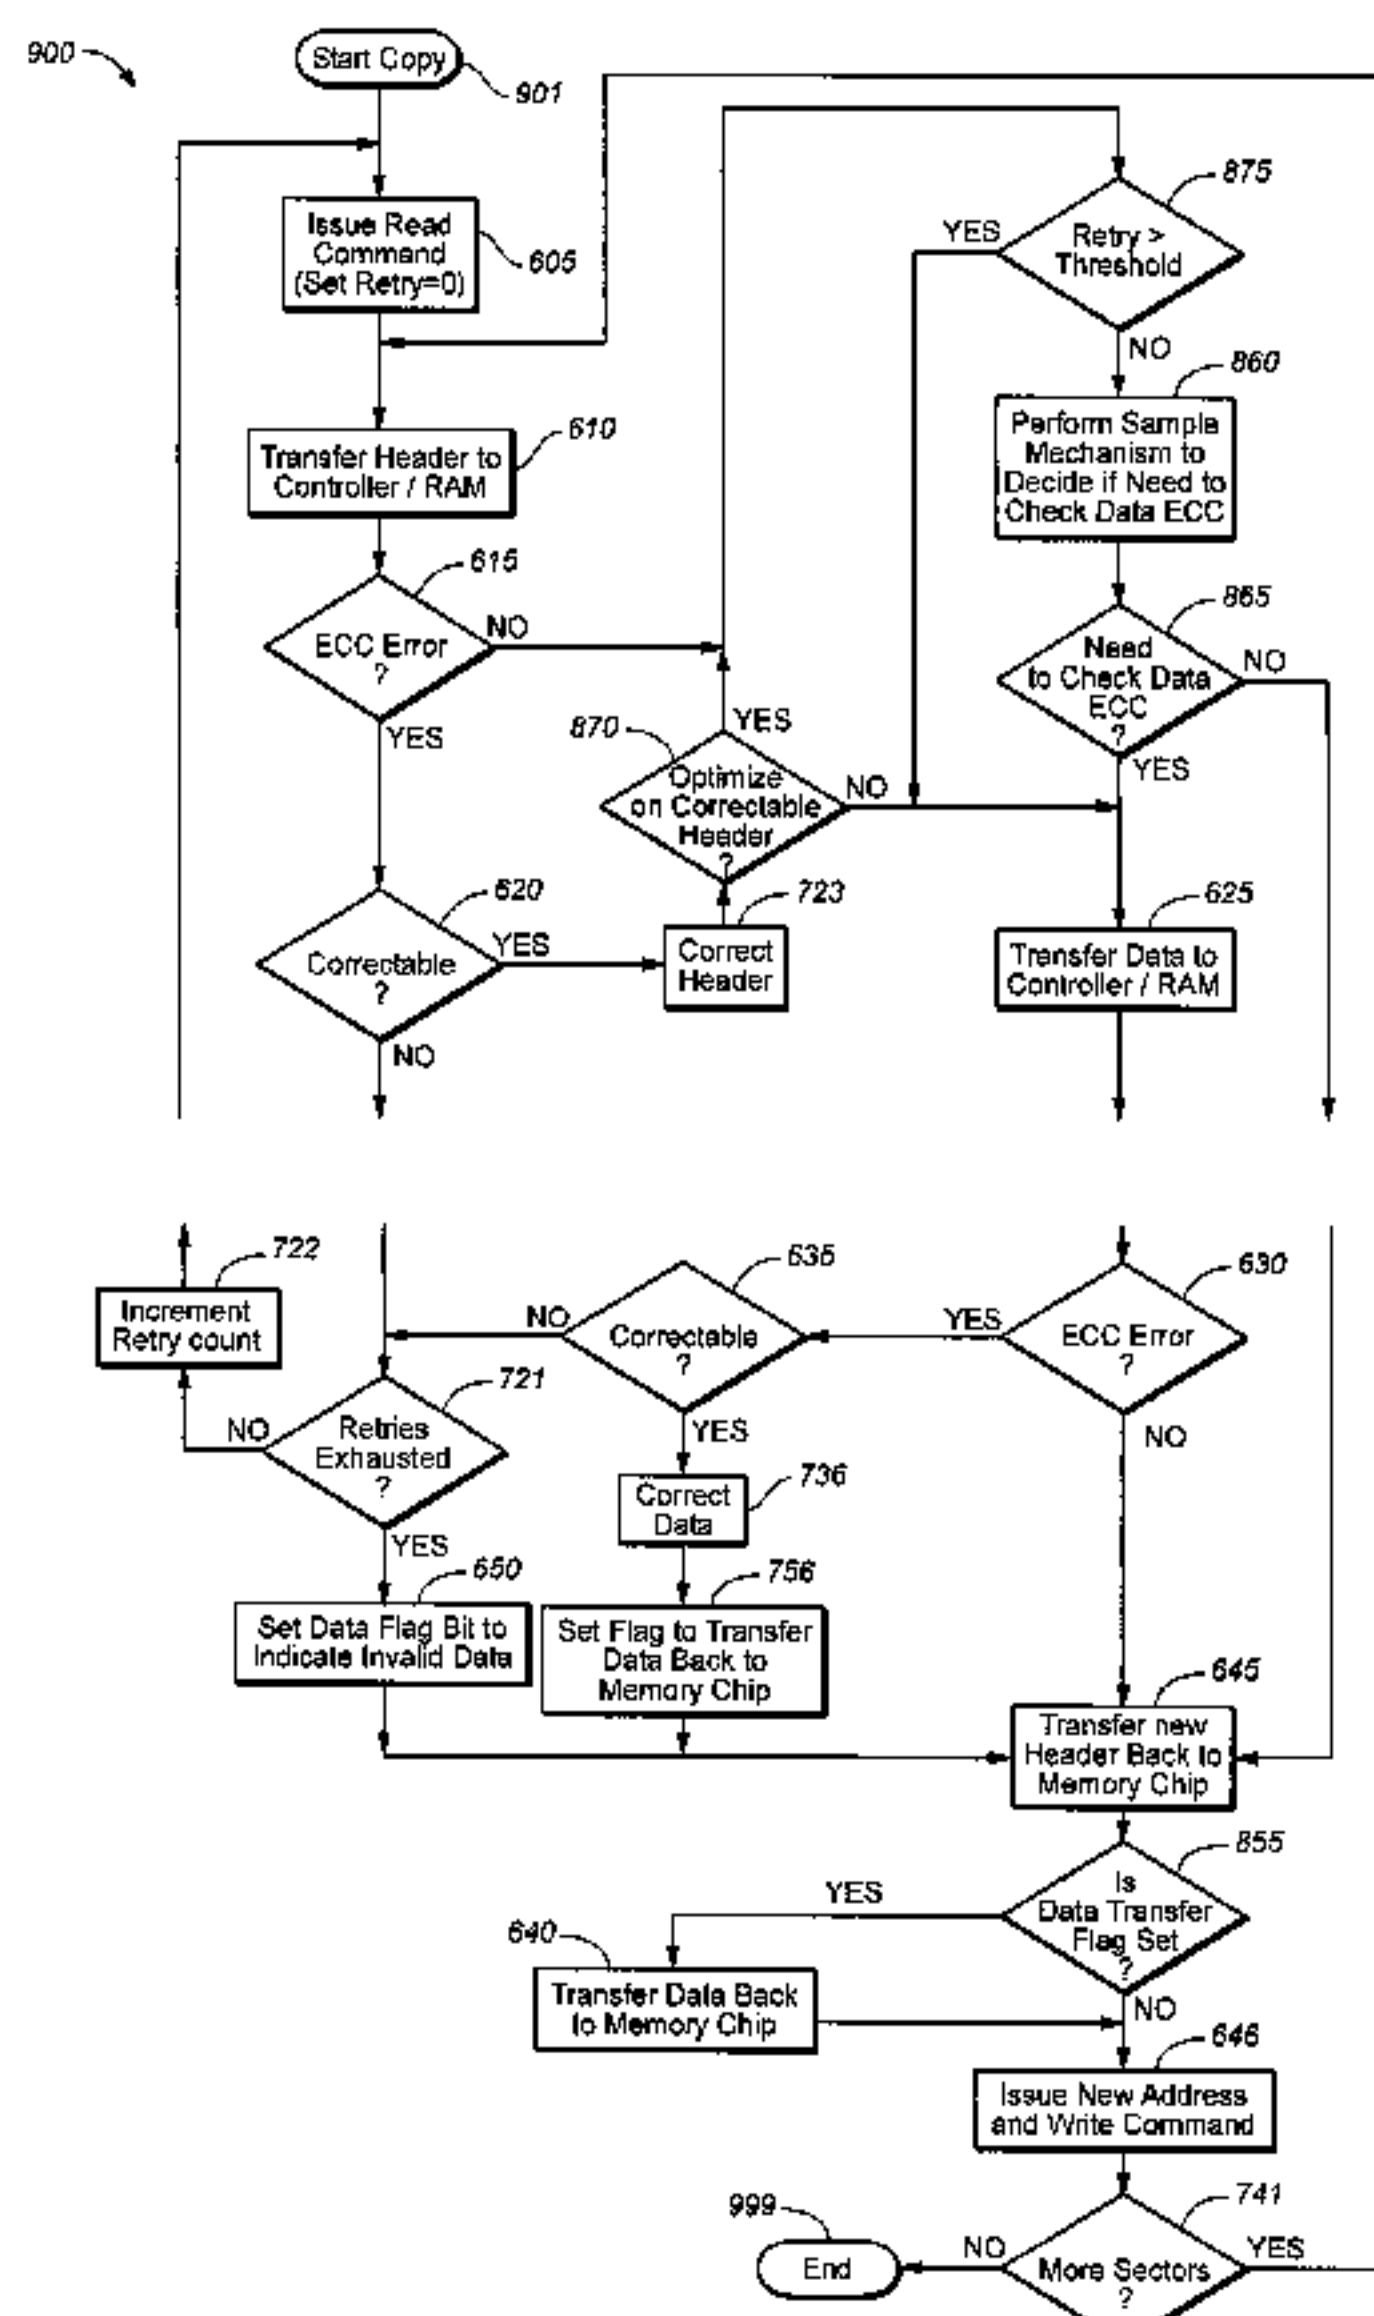 900
Start Copy
901
Issue Read
Command
(Set Retry=0)
605
Transfer Header to
Controller / RAM
610
ECC Error
?
615
NO
YES
Correctable
?
620
YES
NO
Correct
Header
723
Optimize
on Correctable
Header
?
870
YES
NO
Retry >
Threshold
875
YES
NO
Perform Sample
Mechanism to
Decide if Need to
Check Data ECC
860
Need
to Check Data
ECC
?
865
NO
YES
Transfer Data to
Controller / RAM
625
Increment
Retry count
722
Retries
Exhausted
?
721
NO
YES
Correctable
?
635
NO
YES
ECC Error
?
630
YES
NO
Correct
Data
736
Set Data Flag Bit to
Indicate Invalid Data
650
Set Flag to Transfer
Data Back to
Memory Chip
756
Transfer new
Header Back to
Memory Chip
645
Is
Data Transfer
Flag Set
?
855
YES
NO
Transfer Data Back
to Memory Chip
640
Issue New Address
and Write Command
646
More Sectors
?
741
NO
YES
End
999